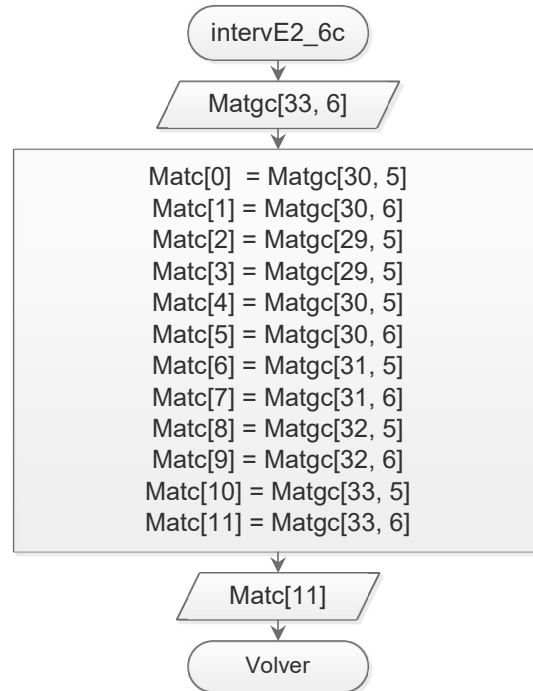 intervE2_6c
Matgc[33, 6]
Matc[0]  = Matgc[30, 5]
Matc[1] = Matgc[30, 6]
Matc[2] = Matgc[29, 5]
Matc[3] = Matgc[29, 5]
Matc[4] = Matgc[30, 5]
Matc[5] = Matgc[30, 6]
Matc[6] = Matgc[31, 5]
Matc[7] = Matgc[31, 6]
Matc[8] = Matgc[32, 5]
Matc[9] = Matgc[32, 6]
Matc[10] = Matgc[33, 5]
Matc[11] = Matgc[33, 6]
Matc[11]
Volver